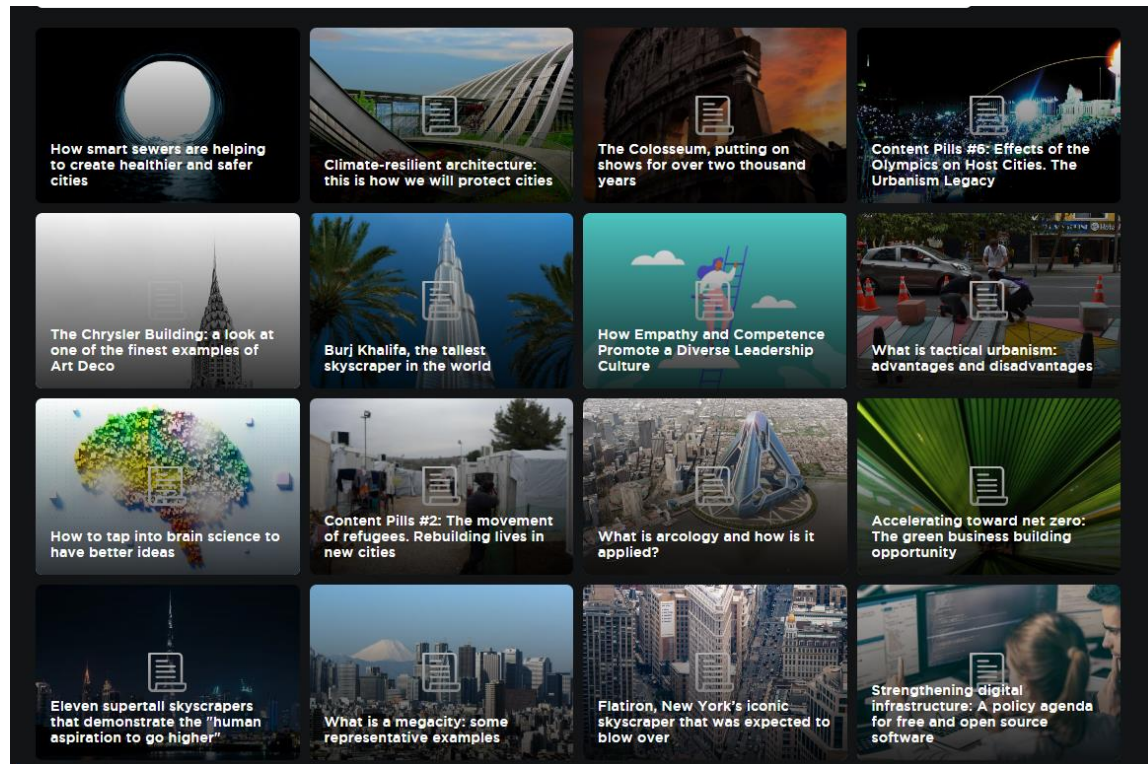 How smart sewers are helping
to create healthier and safer
cities
Climate-resilient architecture:
this is how we will protect cities
The Colosseum, putting on
shows for over two thousand
years
Content Pills #6: Effects of the
Olympics on Host Cities. The
Urbanism Legacy
The Chrysler Building: a look at
one of the finest examples of
Art Deco
Burj Khalifa, the tallest
skyscraper in the world
How Empathy and Competence
Promote a Diverse Leadership
Culture
What is tactical urbanism:
advantages and disadvantages
How to tap into brain science to
have better ideas
Content Pills #2: The movement
of refugees. Rebuilding lives in
new cities
What is arcology and how is it
applied?
Accelerating toward net zero:
The green business building
opportunity
Eleven supertall skyscrapers
that demonstrate the "human
aspiration to go higher"
What is a megacity: some
representative examples
Flatiron, New York's iconic
skyscraper that was expected to
blow over
Strengthening digital
infrastructure: A policy agenda
for free and open source
software